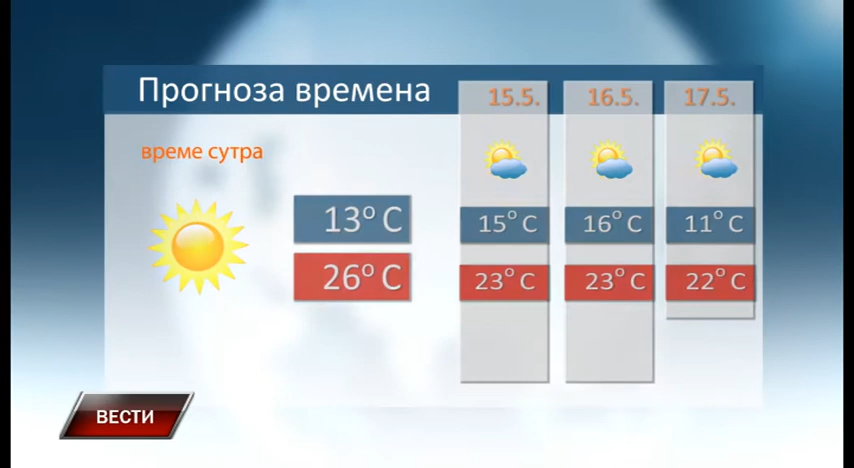 Прогноза времена
15.5. 16.5. 17.5.
време сутра
13° C
26° C
15° C 16° C 11° C
23° C 23° C 22° C
ВЕСТИ